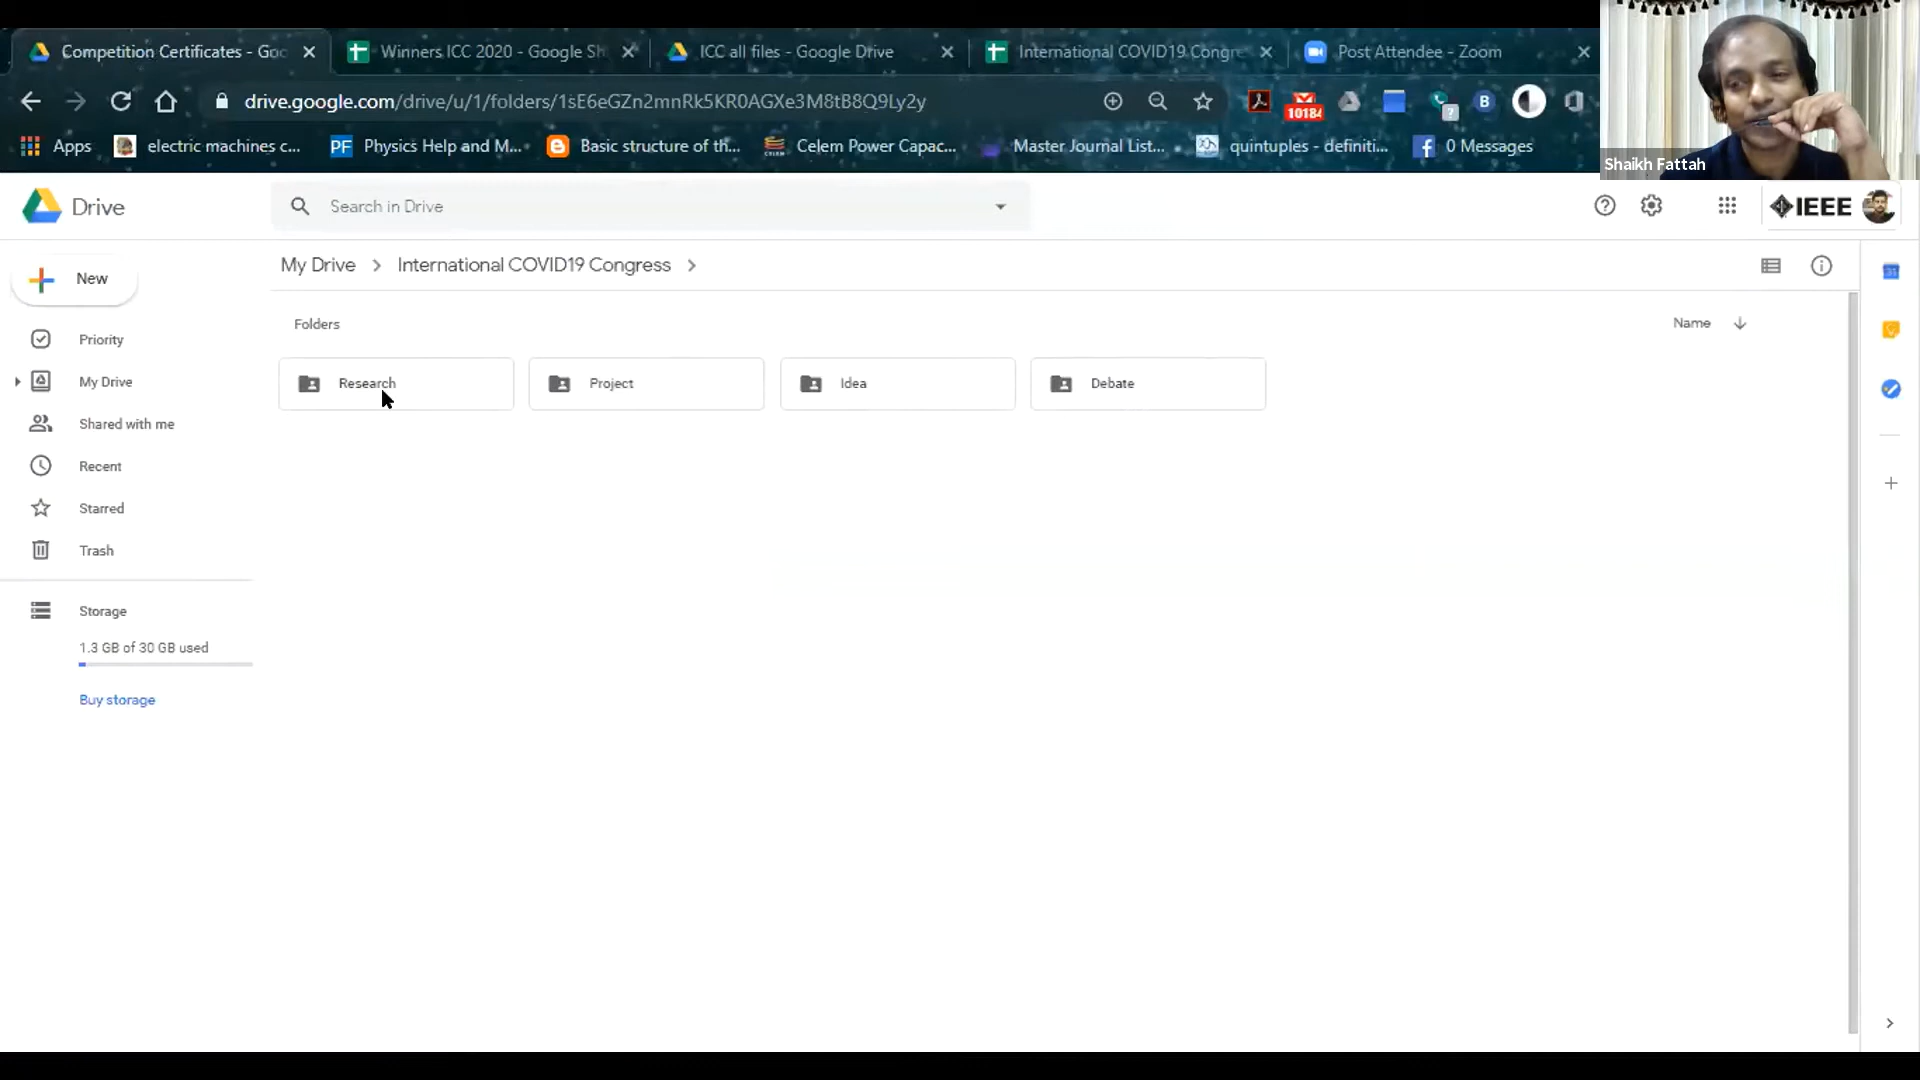 Competition Certificates - Goo
Winners ICC 2020 - Google Sh
ICC all files - Google Drive
International COVID19 Congre
Post Attendee - Zoom
drive.google.com/drive/u/1/folders/1sE6eGZn2mnRk5KR0AGXe3M8tB8Q9Ly2y
10184
?
B
Apps
electric machines c...
PF Physics Help and M...
Basic structure of th...
Celem Power Capac...
Master Journal List...
quintuples - definiti...
0 Messages
Shaikh Fattah
Drive
Search in Drive
IEEE
New
My Drive
International COVID19 Congress
Folders
Name
Research
Project
Idea
Debate
Priority
My Drive
Shared with me
Recent
Starred
Trash
Storage
1.3 GB of 30 GB used
Buy storage